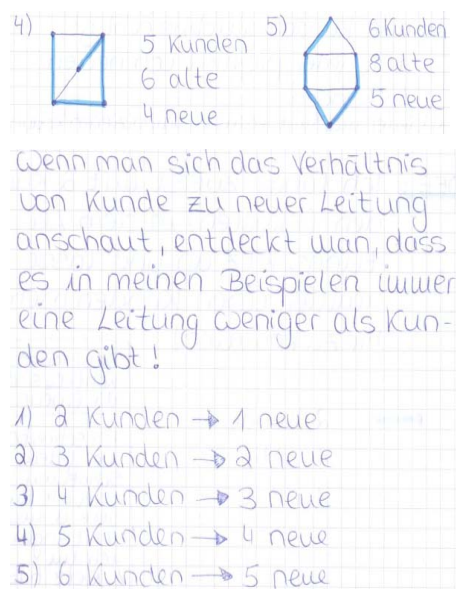 4) 5 Kunden
6 alte
4 neue
5) 6 Kunden
8 alte
5 neue
Wenn man sich das Verhältnis
von Kunde zu neuer Leitung
anschaut, entdeckt man, dass
es in meinen Beispielen immer
eine Leitung weniger als Kun-
den gibt!
1) 2 Kunden → 1 neue
2) 3 Kunden → 2 neue
3) 4 Kunden → 3 neue
4) 5 Kunden → 4 neue
5) 6 Kunden → 5 neue